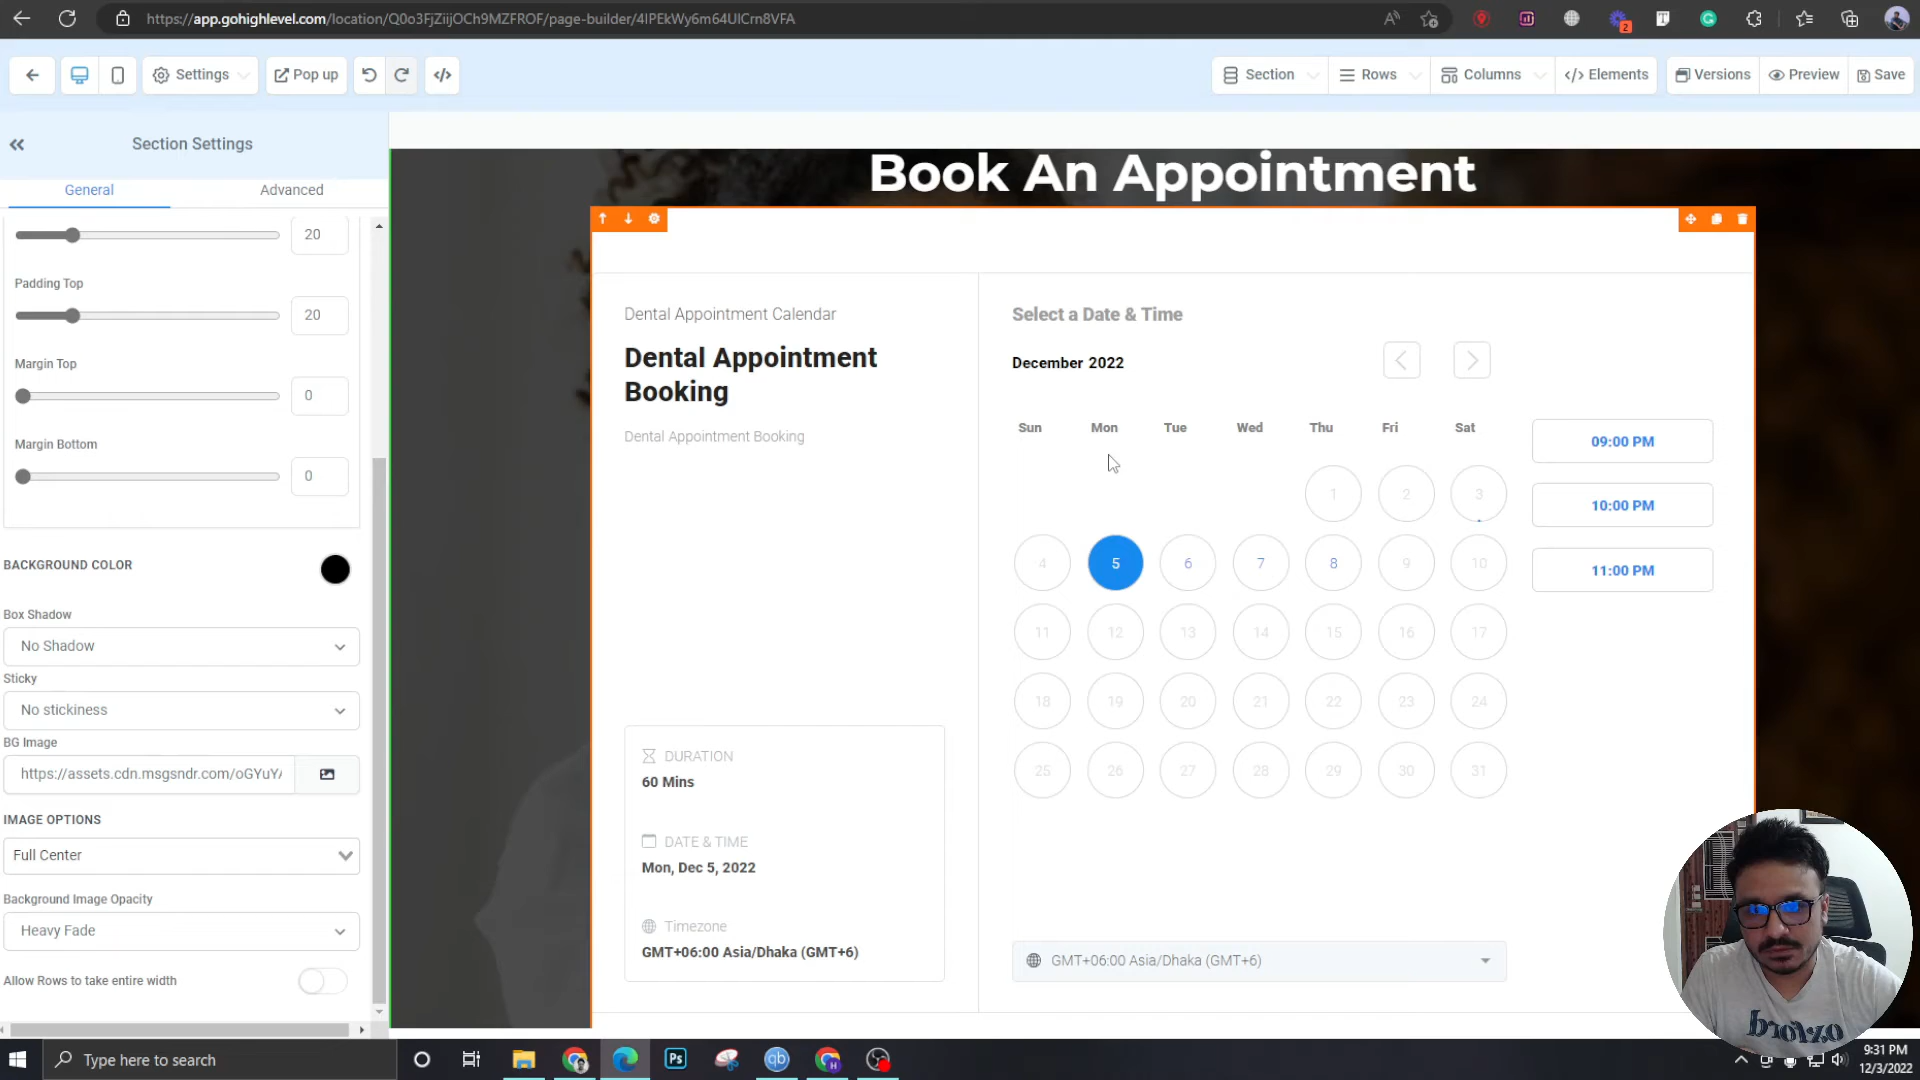 https://app.gohighlevel.com/location/Q0o3FjZiijOCh9MZFROF/page-builder/4IPEkWy6m64UlCrn8VFA
2
Settings
Pop up
Section
Rows
Columns
</> Elements
Versions
Preview
Save
Section Settings
General
Advanced
20
Padding Top
20
Margin Top
0
Margin Bottom
0
BACKGROUND COLOR
Box Shadow
No Shadow
Sticky
No stickiness
BG Image
https://assets.cdn.msgsndr.com/oGYuY
IMAGE OPTIONS
Full Center
Background Image Opacity
Heavy Fade
Allow Rows to take entire width
Book An Appointment
Dental Appointment Calendar
Dental Appointment
Booking
Dental Appointment Booking
DURATION
60 Mins
DATE & TIME
Mon, Dec 5, 2022
Timezone
GMT+06:00 Asia/Dhaka (GMT+6)
Select a Date & Time
December 2022
Sun Mon Tue Wed Thu Fri Sat
1 2 3
4 5 6 7 8 9 10
11 12 13 14 15 16 17
18 19 20 21 22 23 24
25 26 27 28 29 30 31
09:00 PM
10:00 PM
11:00 PM
GMT+06:00 Asia/Dhaka (GMT+6)
Type here to search
Ps
qb
H
9:31 PM
12/3/2022